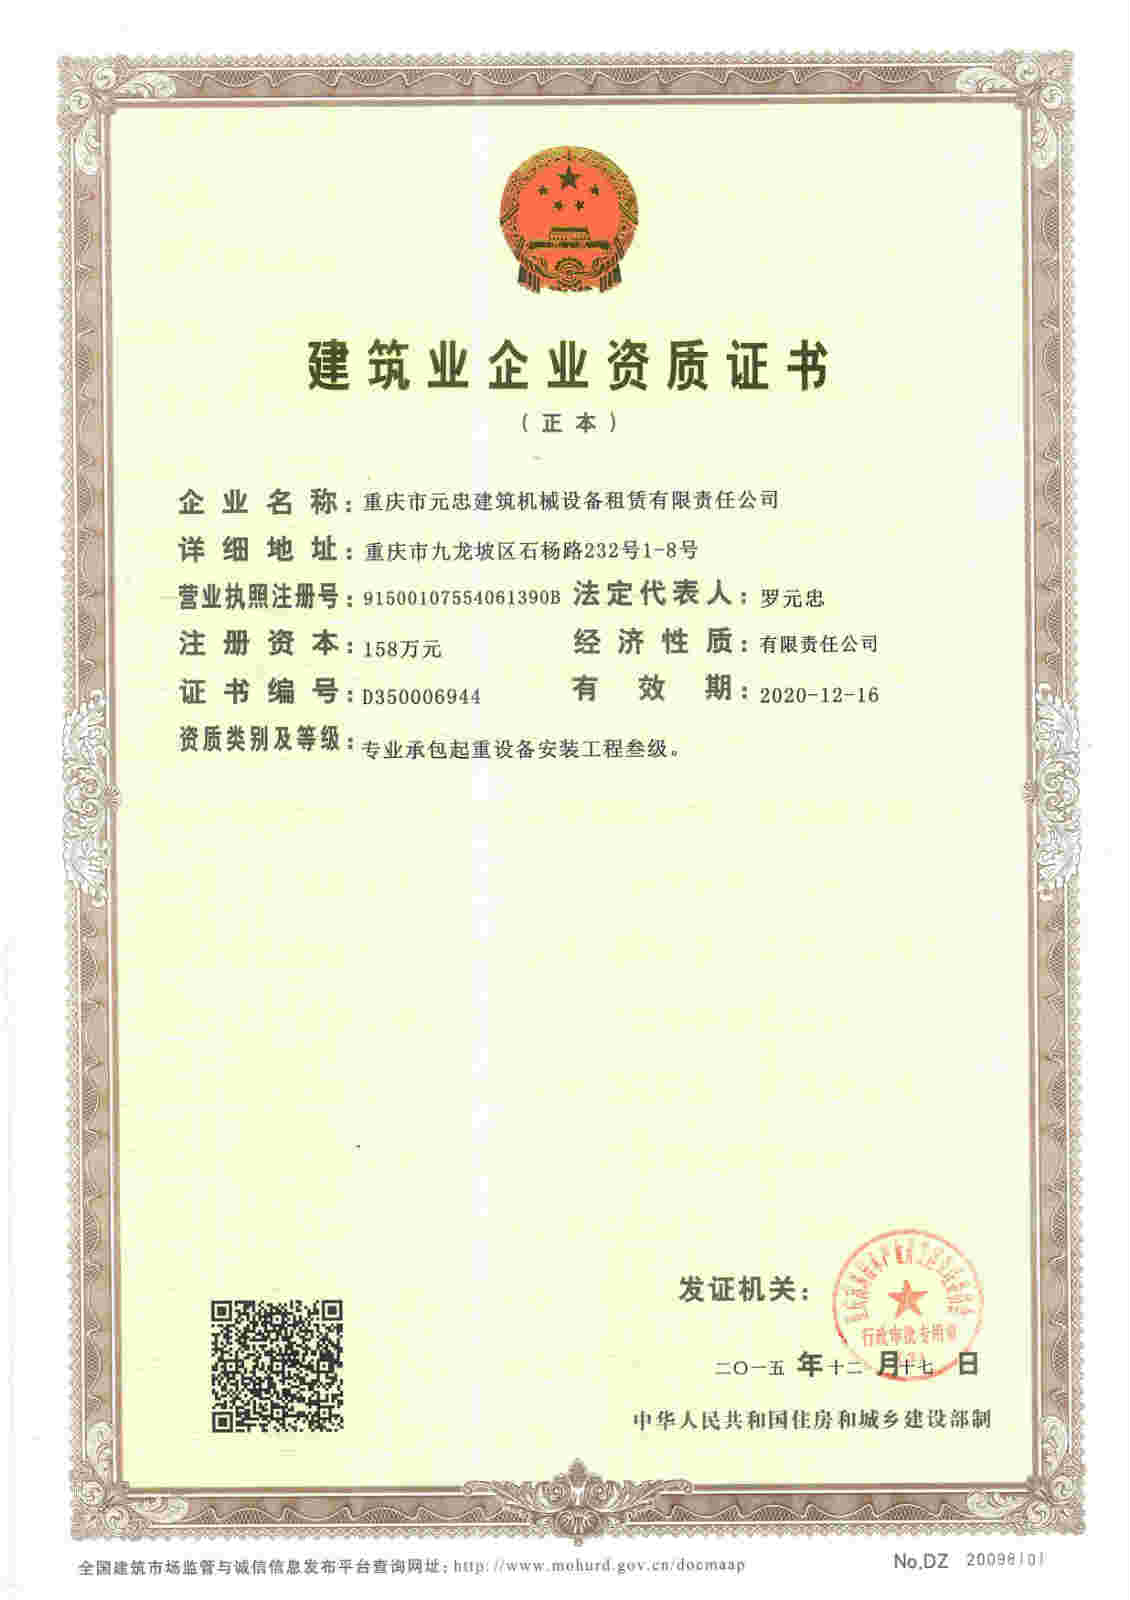 建筑业企业资质证书
（正本）
企业名称：重庆市元忠建筑机械设备租赁有限责任公司
详细地址：重庆市九龙坡区石杨路232号1-8号
营业执照注册号：91500107554061390B 法定代表人：罗元忠
注册资本：158万元 经济性质：有限责任公司
证书编号：D350006944 有效期：2020-12-16
资质类别及等级：专业承包起重设备安装工程叁级。
发证机关：
行政审批专用章
二〇一五 年 十二 月 十七 日
中华人民共和国住房和城乡建设部制
全国建筑市场监管与诚信信息发布平台查询网址：http://www.mohurd.gov.cn/docmaap
No.DZ 20098101